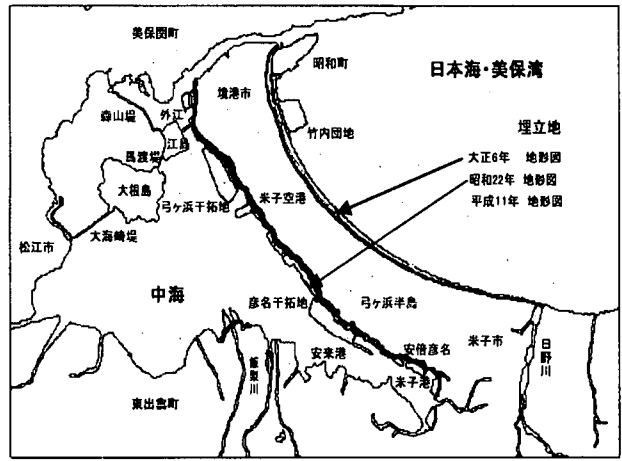 美保関町
昭和町
日本海・美保湾
境港市
外江
森山堤
江島
竹内団地
埋立地
馬渡堤
大正6年 地形図
大根島
昭和22年 地形図
米子空港
平成11年 地形図
弓ヶ浜干拓地
松江市
大海崎堤
中海
彦名干拓地
弓ヶ浜半島
安来港
安倍彦名
米子市
日野川
飯梨川
米子港
東出雲町